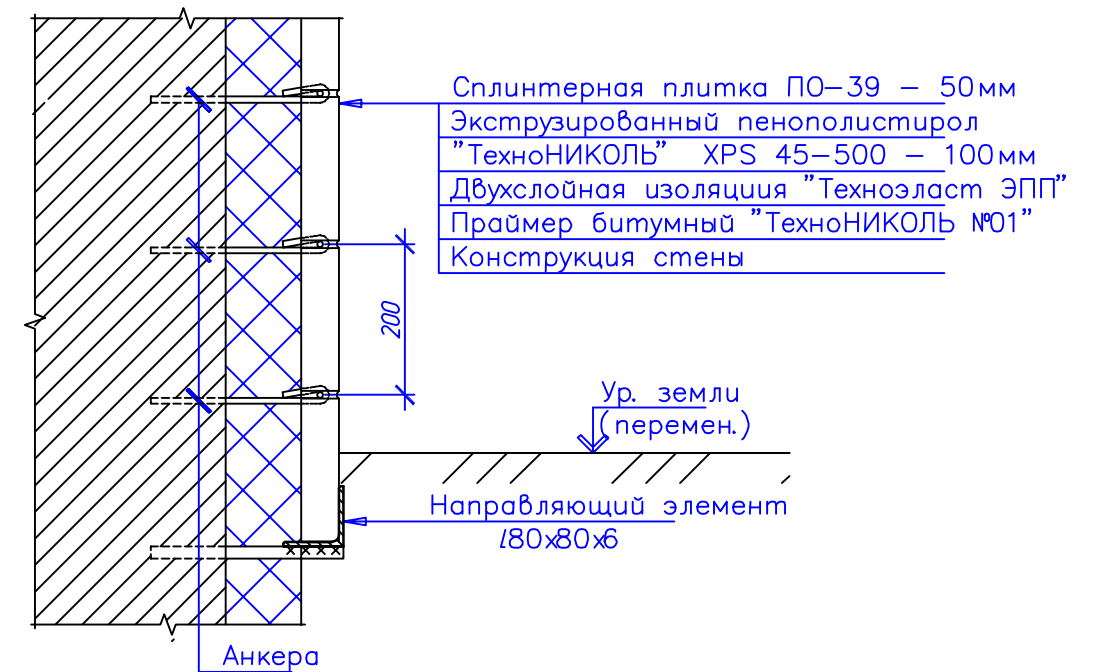 Сплинтерная плитка ПО-39 - 50мм
Экструзированный пенополистирол
"ТехноНИКОЛЬ" XPS 45-500 - 100мм
Двухслойная изоляциия "Техноэласт ЭПП"
Праймер битумный "ТехноНИКОЛЬ №01"
Конструкция стены
200
Ур. земли
(перемен.)
Направляющий элемент
L80x80x6
Анкера